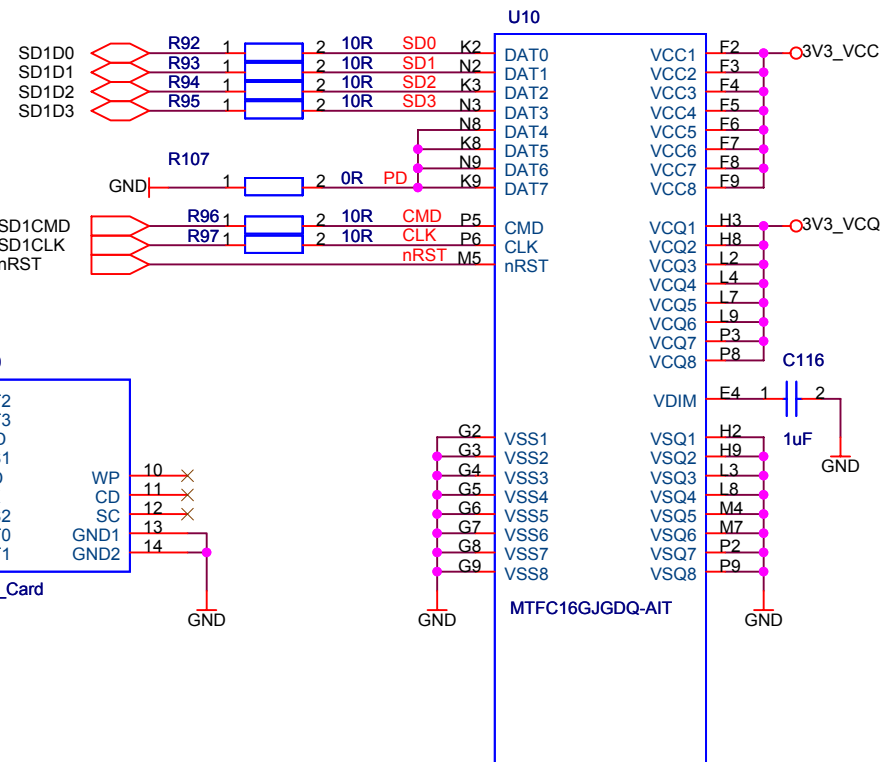 U10
SD1D0 R92 1 2 10R SD0 K2 DAT0 VCC1 F2 3V3_VCC
SD1D1 R93 1 2 10R SD1 N2 DAT1 VCC2 F3
SD1D2 R94 1 2 10R SD2 K3 DAT2 VCC3 F4
SD1D3 R95 1 2 10R SD3 N3 DAT3 VCC4 F5
N8 DAT4 VCC5 F6
K8 DAT5 VCC6 F7
R107 N9 DAT6 VCC7 F8
GND 1 2 0R PD K9 DAT7 VCC8 F9
SD1CMD R96 1 2 10R CMD P5 CMD VCQ1 H3 3V3_VCQ
SD1CLK R97 1 2 10R CLK P6 CLK VCQ2 H8
nRST nRST M5 nRST VCQ3 L2
VCQ4 L4
VCQ5 L7
VCQ6 L9
VCQ7 P3
VCQ8 P8
C116
VDIM E4 1 2
1uF
GND
G2 VSS1 VSQ1 H2
G3 VSS2 VSQ2 H9
G4 VSS3 VSQ3 L3
G5 VSS4 VSQ4 L8
G6 VSS5 VSQ5 M4
G7 VSS6 VSQ6 M7
G8 VSS7 VSQ7 P2
G9 VSS8 VSQ8 P9
WP 10
CD 11
SC 12
GND1 13
GND2 14
_Card
MTFC16GJGDQ-AIT
GND GND GND